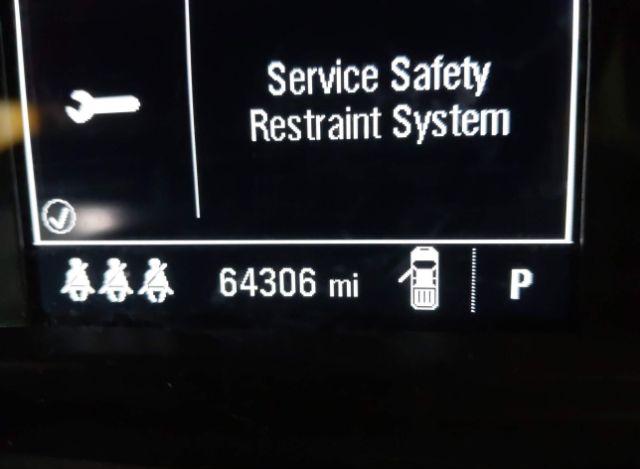 Service Safety
Restraint System
64306 mi
P